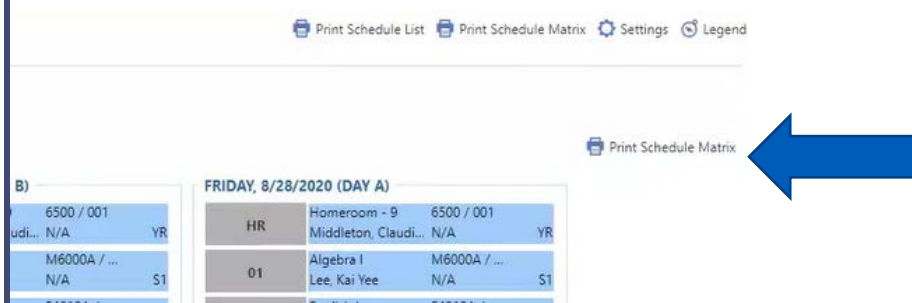 Print Schedule List Print Schedule Matrix Settings Legend
Print Schedule Matrix
B) FRIDAY, 8/28/2020 (DAY A)
6500 / 001 Homeroom - 9 6500 / 001
udi... N/A YR HR Middleton, Claudi... N/A YR
M6000A / ... Algebra I M6000A / ...
N/A S1 01 Lee, Kai Yee N/A S1